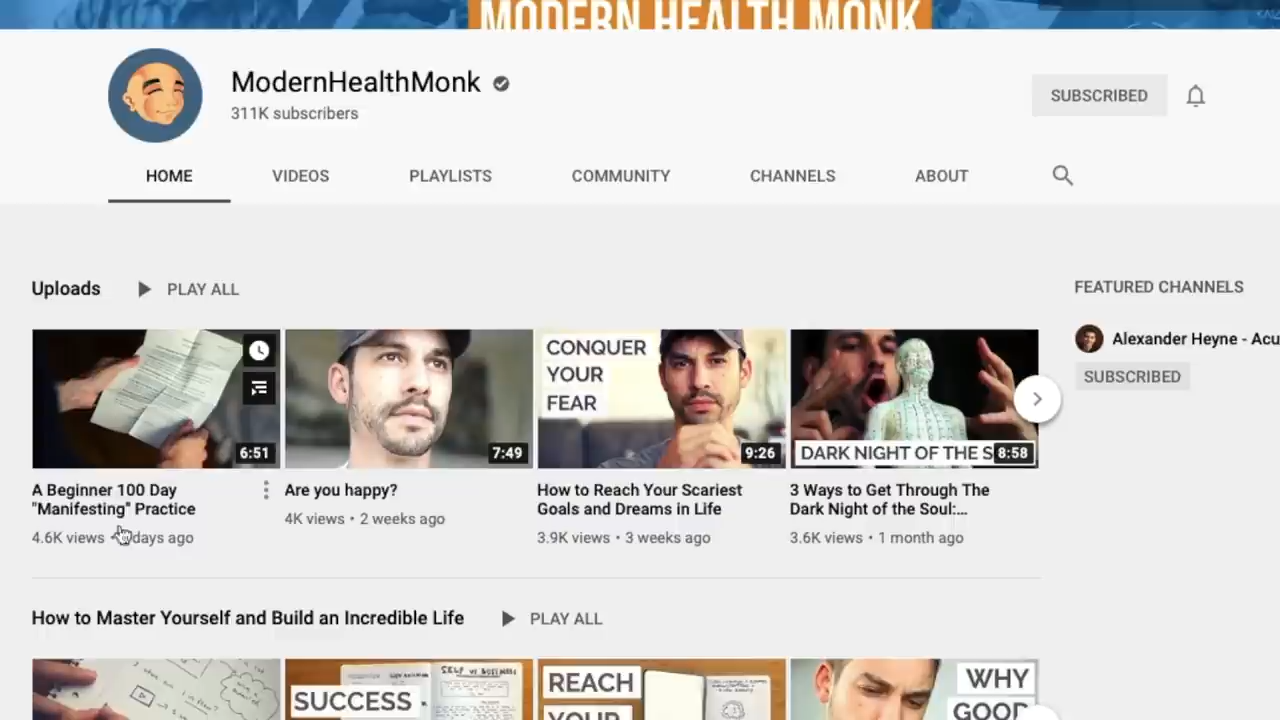 MODERN HEALTH MONK
ModernHealthMonk
311K subscribers
SUBSCRIBED
HOME
VIDEOS
PLAYLISTS
COMMUNITY
CHANNELS
ABOUT
Uploads
PLAY ALL
FEATURED CHANNELS
Alexander Heyne - Acu
SUBSCRIBED
6:51
7:49
CONQUER
YOUR
FEAR
9:26
DARK NIGHT OF THE S
8:58
A Beginner 100 Day
"Manifesting" Practice
4.6K views
days ago
Are you happy?
4K views • 2 weeks ago
How to Reach Your Scariest
Goals and Dreams in Life
3.9K views • 3 weeks ago
3 Ways to Get Through The
Dark Night of the Soul:...
3.6K views • 1 month ago
How to Master Yourself and Build an Incredible Life
PLAY ALL
SUCCESS
SELF vs BUSINESS
REACH
YOUR
WHY
GOOD